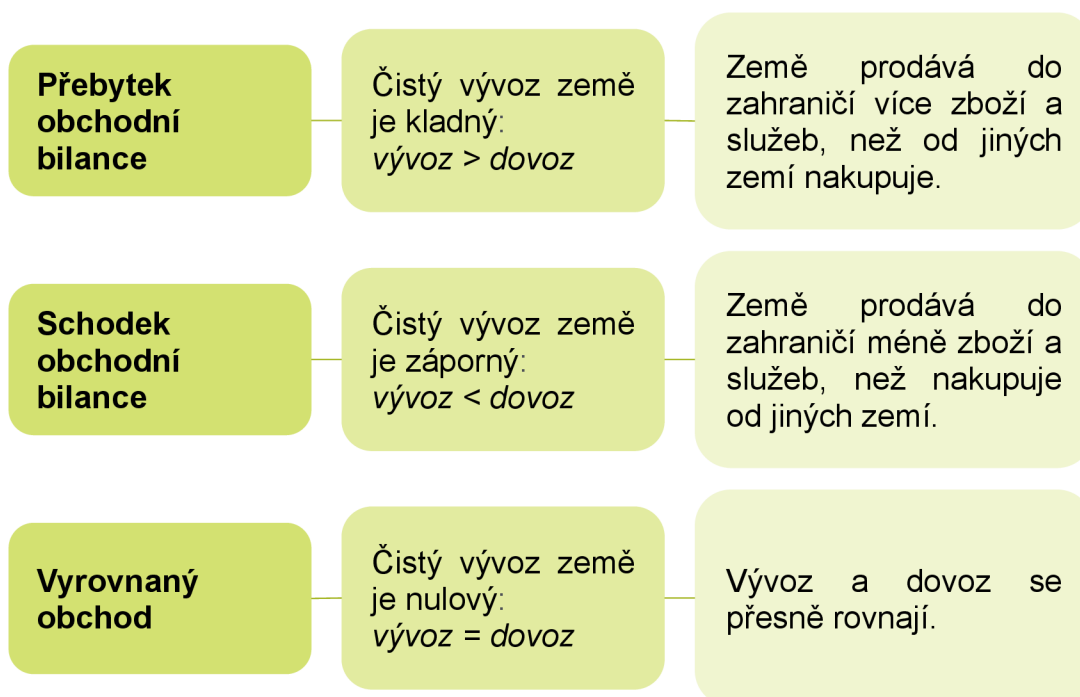 Přebytek
obchodní
bilance
Čistý vývoz země
je kladný:
vývoz > dovoz
Země prodává do
zahraničí více zboží a
služeb, než od jiných
zemí nakupuje.
Schodek
obchodní
bilance
Čistý vývoz země
je záporný:
vývoz < dovoz
Země prodává do
zahraničí méně zboží a
služeb, než nakupuje
od jiných zemí.
Vyrovnaný
obchod
Čistý vývoz země
je nulový:
vývoz = dovoz
Vývoz a dovoz se
přesně rovnají.